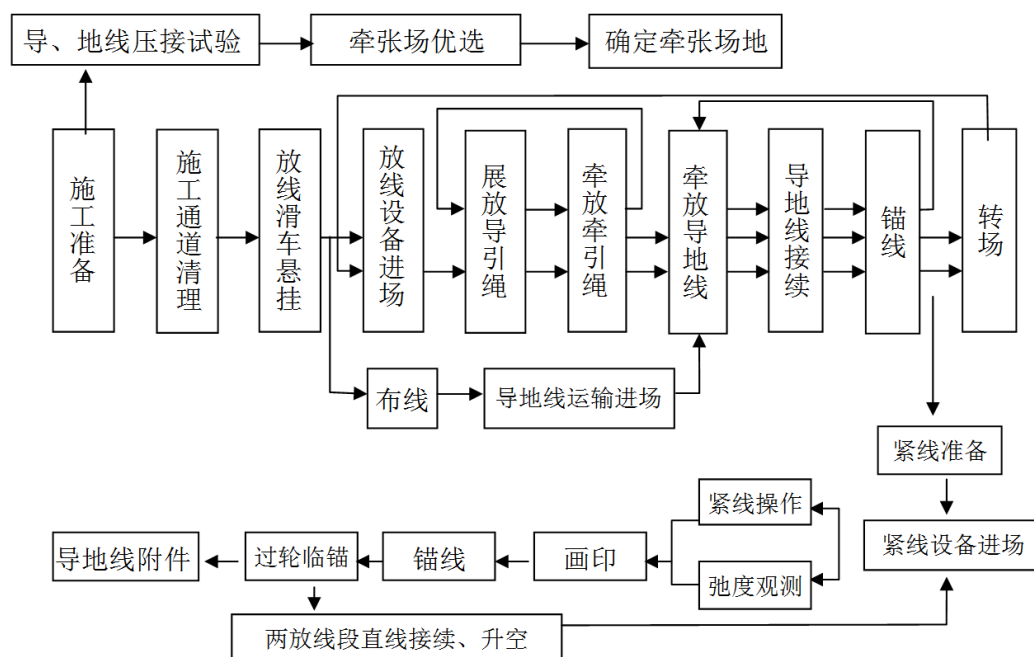 导、地线压接试验
牵张场优选
确定牵张场地
施工准备
施工通道清理
放线滑车悬挂
放线设备进场
展放导引绳
牵放牵引绳
牵放导地线
导地线接续
锚线
转场
布线
导地线运输进场
紧线准备
紧线操作
紧线设备进场
导地线附件
过轮临锚
锚线
画印
弛度观测
两放线段直线接续、升空